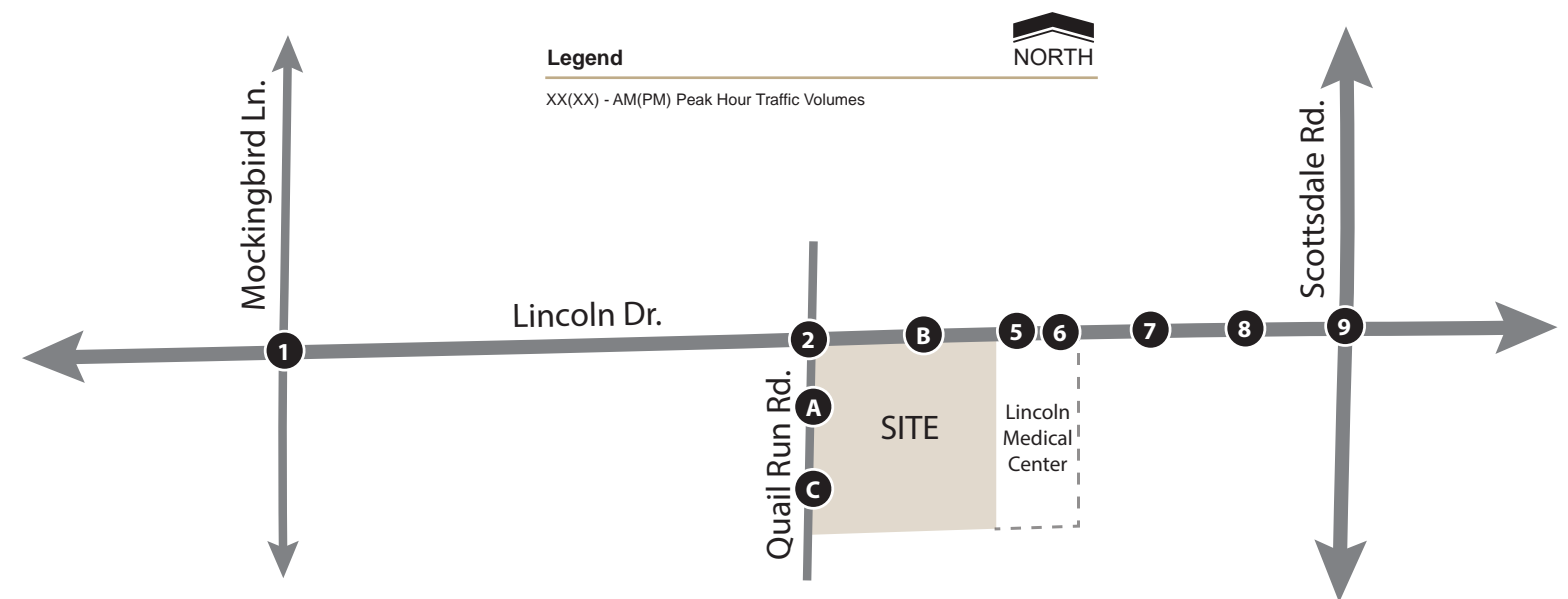 Legend
NORTH
XX(XX) - AM(PM) Peak Hour Traffic Volumes
Mockingbird Ln.
Scottsdale Rd.
Lincoln Dr.
1
2
B
5
6
7
8
9
Quail Run Rd.
A
C
SITE
Lincoln
Medical
Center